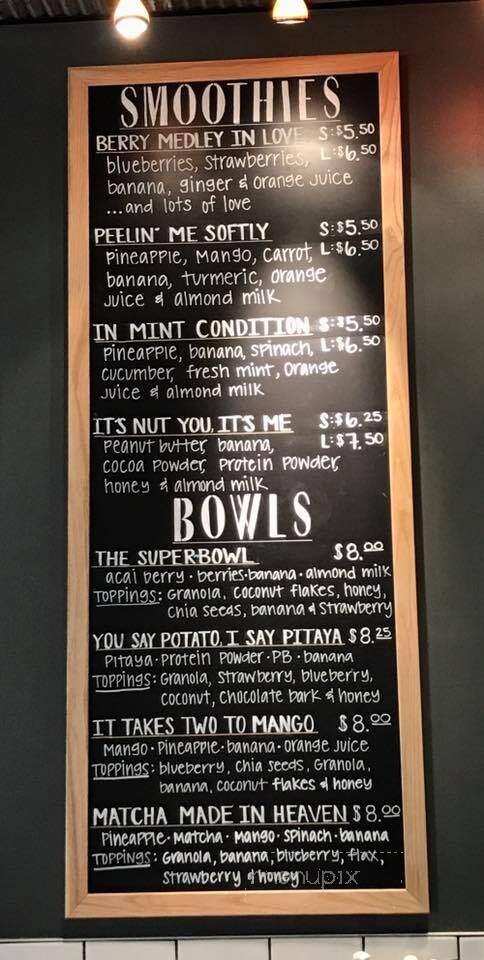 SMOOTHIES
BERRY MEDLEY IN LOVE S:$5.50
blueberries, strawberries, L:$6.50
banana, ginger & orange juice
...and lots of love
PEELIN' ME SOFTLY S:$5.50
pineapple, mango, carrot, L:$6.50
banana, turmeric, orange
juice & almond milk
IN MINT CONDITION S:$5.50
pineapple, banana, spinach, L:$6.50
cucumber, fresh mint, orange
juice & almond milk
IT'S NUT YOU, IT'S ME S:$6.25
peanut butter, banana, L:$7.50
cocoa powder, protein powder,
honey & almond milk
BOWLS
THE SUPERBOWL $8.00
acai berry · berries·banana · almond milk
TOPPINGS: granola, coconut flakes, honey,
chia seeds, banana & strawberry
YOU SAY POTATO, I SAY PITAYA $8.25
pitaya · protein powder · PB · banana
TOPPINGS: granola, strawberry, blueberry,
coconut, chocolate bark & honey
IT TAKES TWO TO MANGO $8.00
mango · pineapple · banana · orange juice
TOPPINGS: blueberry, chia seeds, granola,
banana, coconut flakes & honey
MATCHA MADE IN HEAVEN $8.00
pineapple · matcha · mango · spinach · banana
TOPPINGS: granola, banana, blueberry, flax,
strawberry & honey
menupix